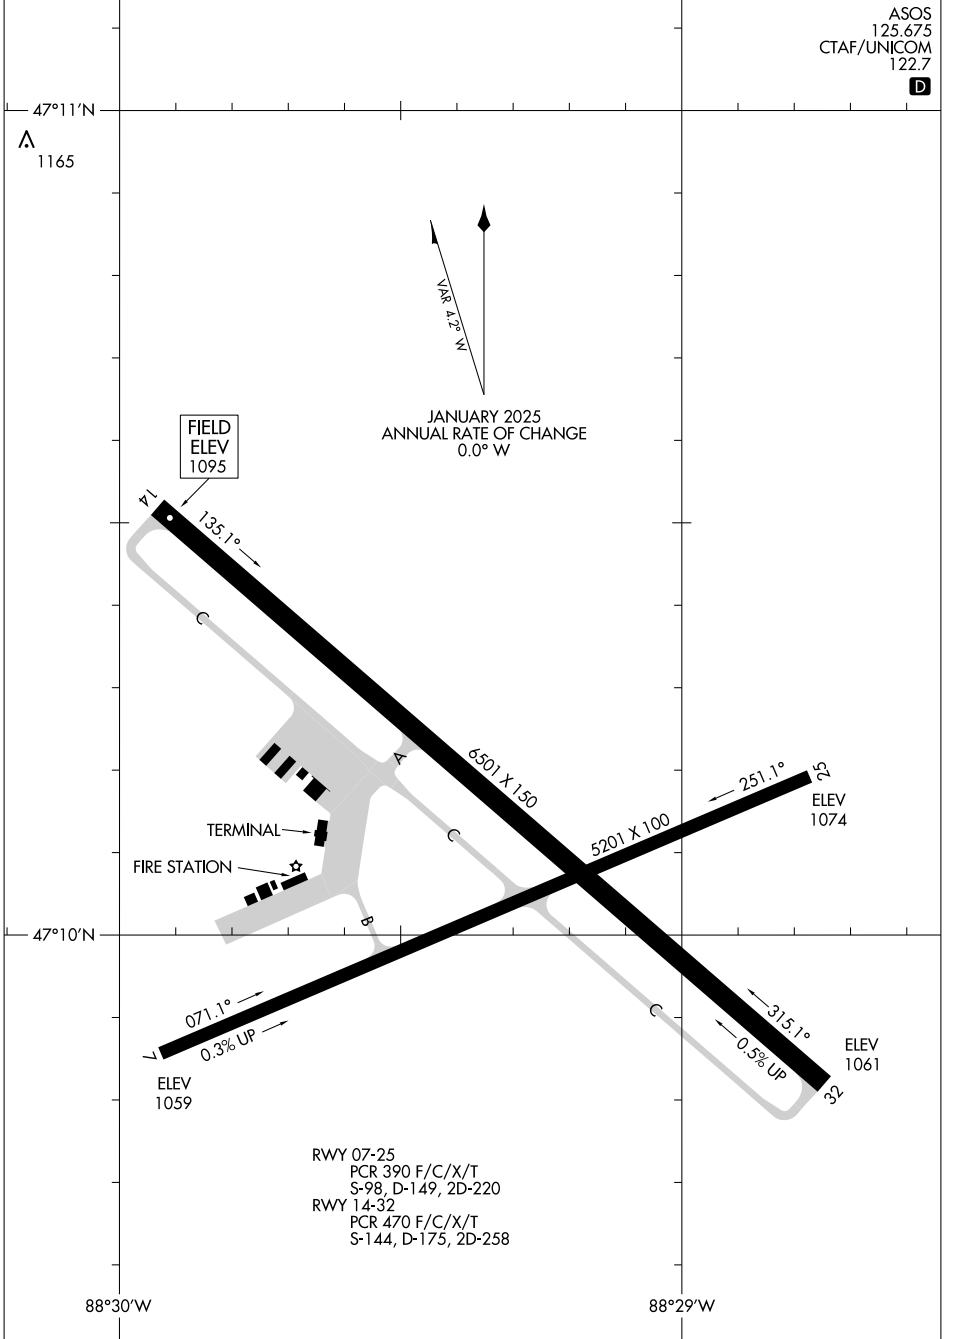 ASOS
125.675
CTAF/UNICOM
122.7
D
47°11'N
1165
VAR 4.2° W
JANUARY 2025
ANNUAL RATE OF CHANGE
0.0° W
FIELD
ELEV
1095
14
135.1°
C
A
6501 X 150
251.1°
25
ELEV
1074
TERMINAL
C
5201 X 100
FIRE STATION
B
47°10'N
071.1°
0.3% UP
7
ELEV
1059
C
315.1°
0.5% UP
ELEV
1061
32
RWY 07-25
PCR 390 F/C/X/T
S-98, D-149, 2D-220
RWY 14-32
PCR 470 F/C/X/T
S-144, D-175, 2D-258
88°30'W
88°29'W